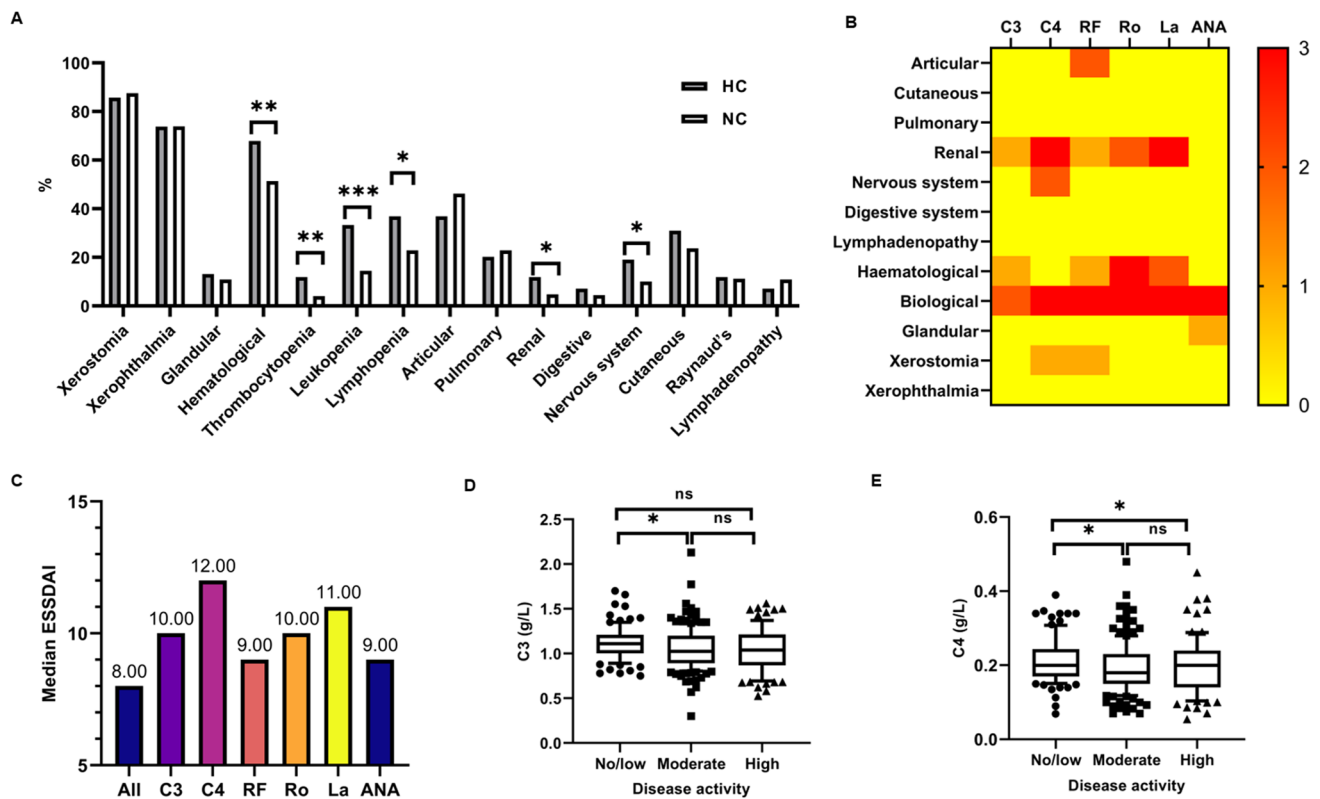 A
100
80
60
40
20
0
%
HC
NC
**
**
***
*
*
*
Xerostomia
Xerophthalmia
Glandular
Hematological
Thrombocytopenia
Leukopenia
Lymphopenia
Articular
Pulmonary
Renal
Digestive
Nervous system
Cutaneous
Raynaud's
Lymphadenopathy
B
C3 C4 RF Ro La ANA
Articular
Cutaneous
Pulmonary
Renal
Nervous system
Digestive system
Lymphadenopathy
Haematological
Biological
Glandular
Xerostomia
Xerophthalmia
3
2
1
0
C
Median ESSDAI
15
10
5
8.00
10.00
12.00
9.00
10.00
11.00
9.00
All C3 C4 RF Ro La ANA
D
C3 (g/L)
2.5
2.0
1.5
1.0
0.5
0.0
ns
* ns
No/low Moderate High
Disease activity
E
C4 (g/L)
0.6
0.4
0.2
0.0
*
* ns
No/low Moderate High
Disease activity